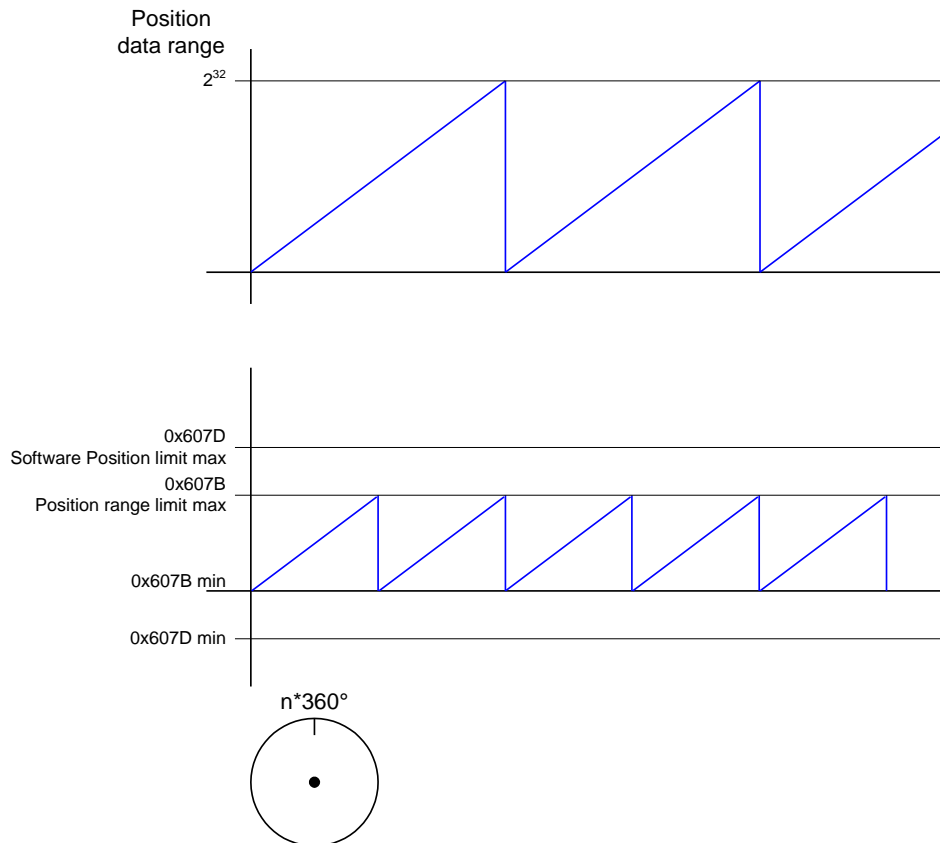 Position
data range
2³²
0x607D
Software Position limit max
0x607B
Position range limit max
0x607B min
0x607D min
n*360°